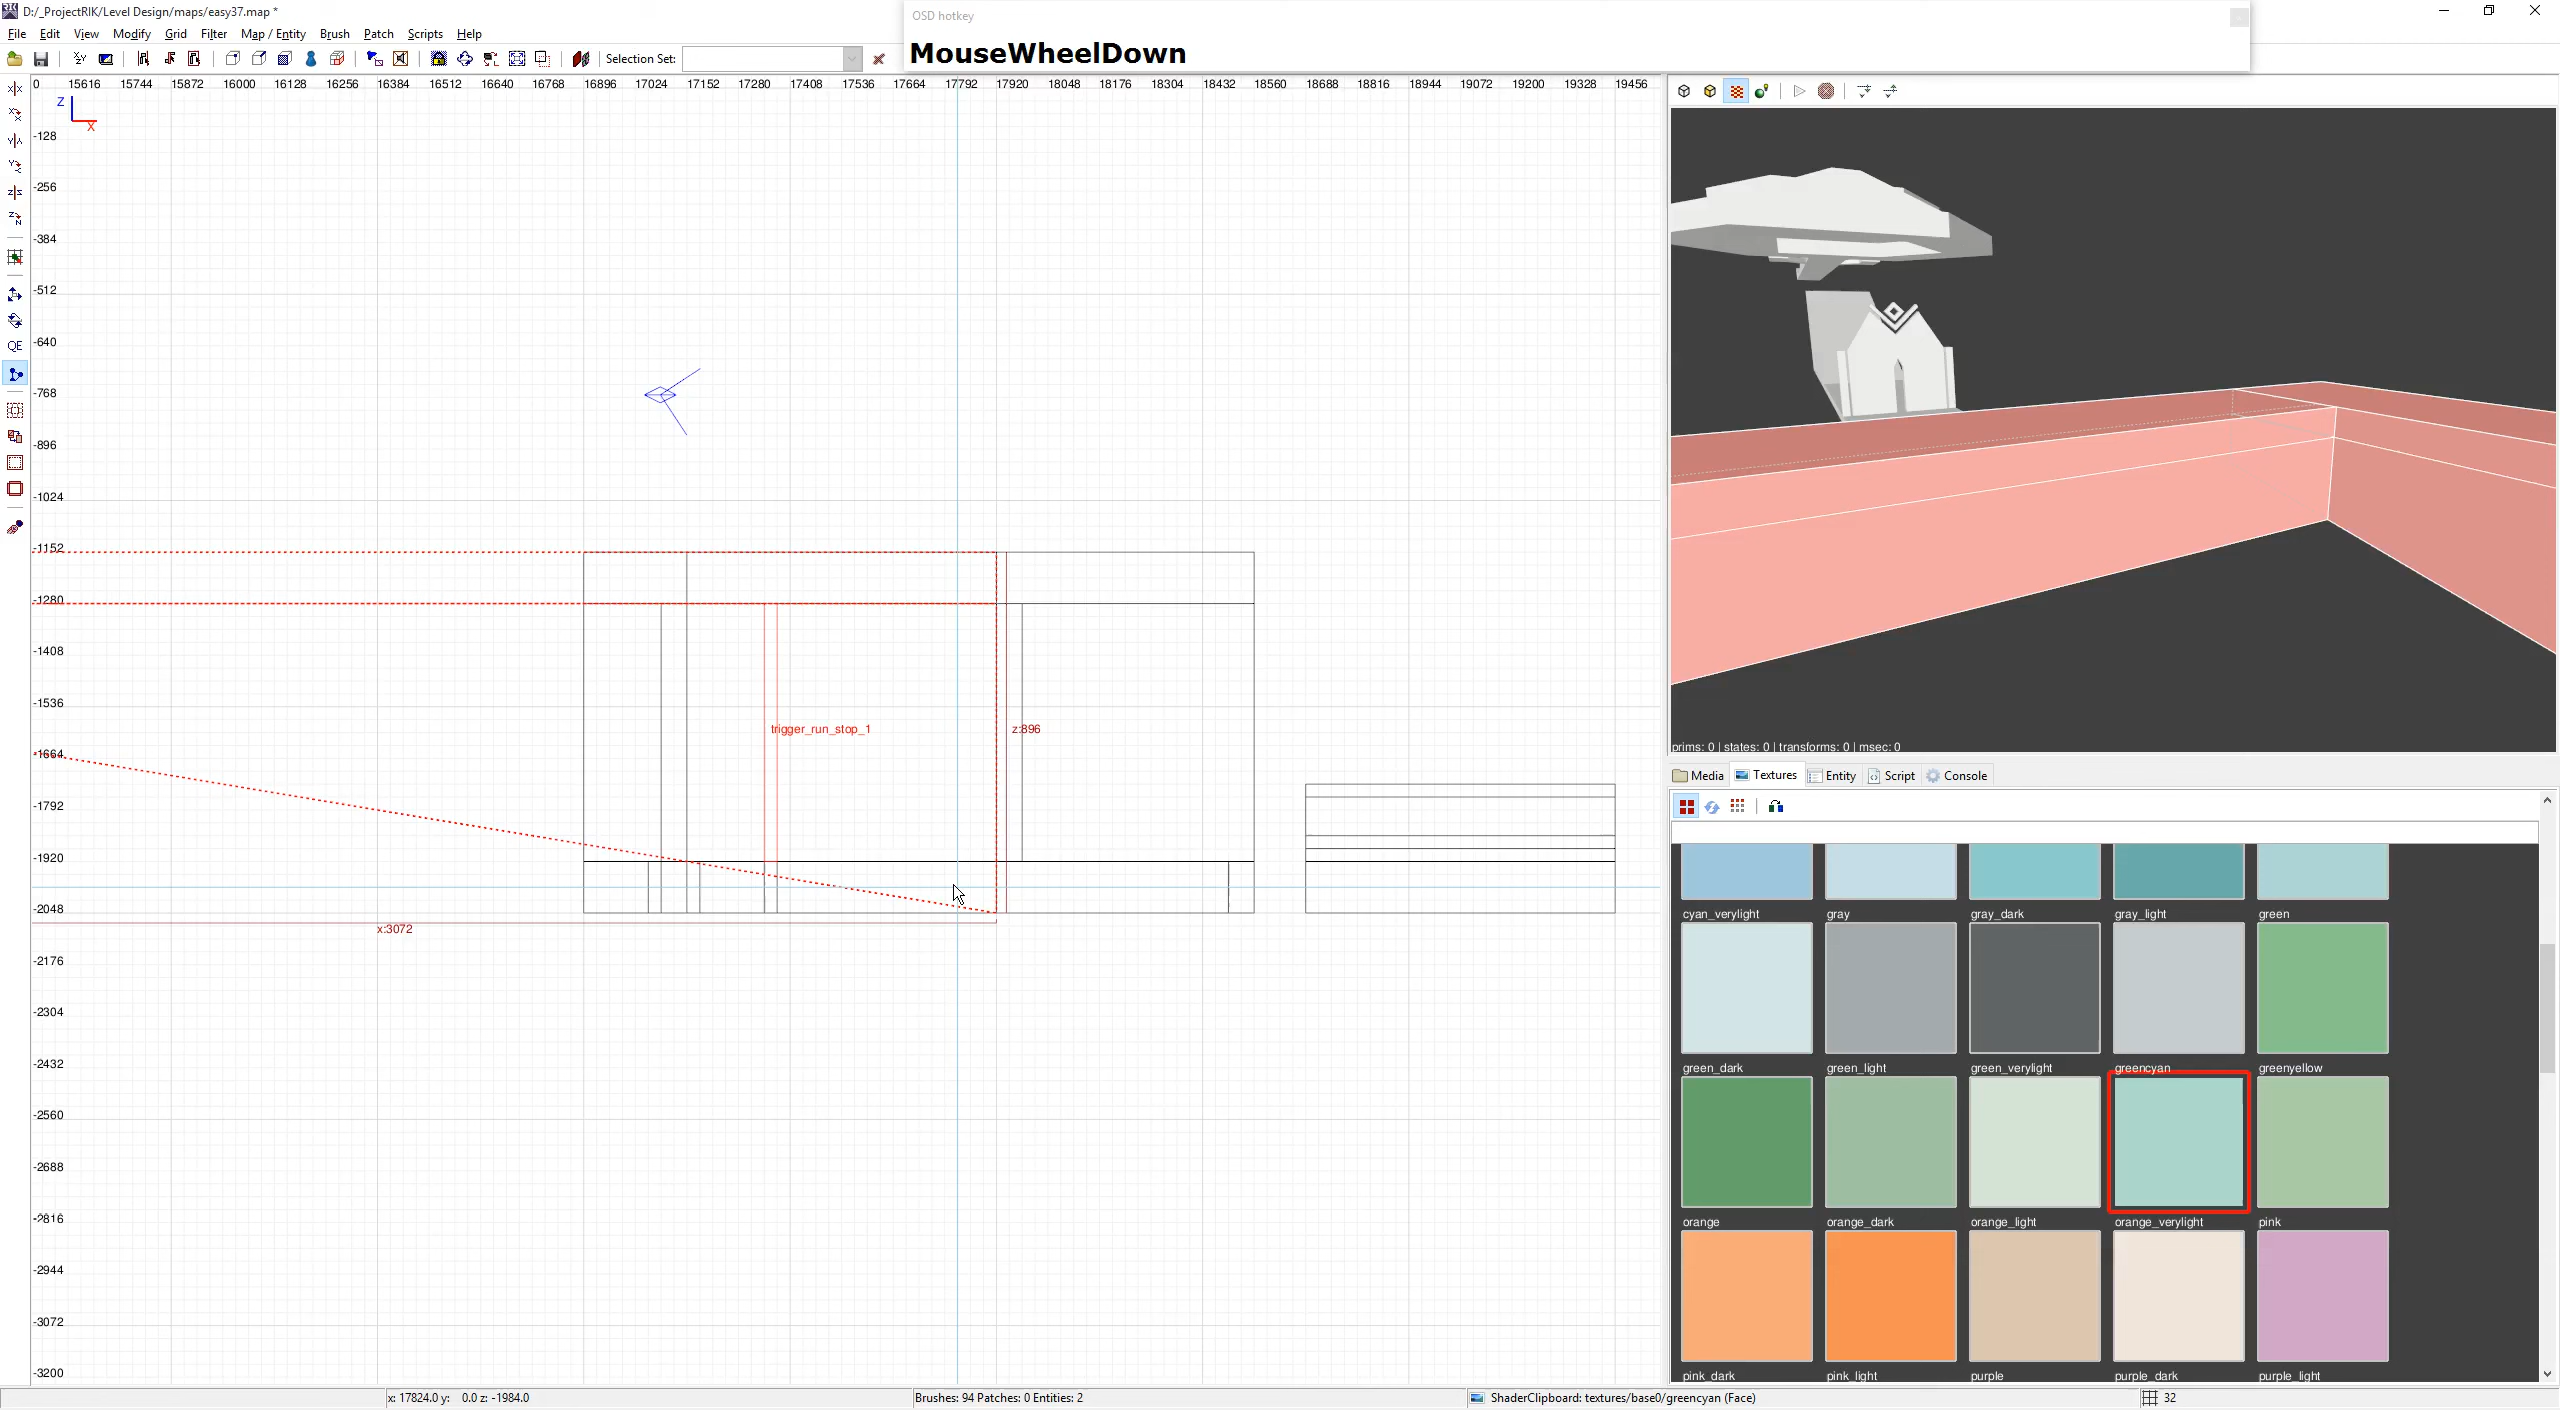 D:/_ProjectRIK/Level Design/maps/easy37.map *
OSD hotkey
MouseWheelDown
File Edit View Modify Grid Filter Map / Entity Brush Patch Scripts Help
Selection Set:
0 15616 15744 15872 16000 16128 16256 16384 16512 16640 16768 16896 17024 17152 17280 17408 17536 17664 17792 17920 18048 18176 18304 18432 18560 18688 18816 18944 19072 19200 19328 19456
Z
X
-128
-256
-384
-512
-640
QE
-768
-896
-1024
-1152
-1280
-1408
-1536
-1664
-1792
-1920
-2048
-2176
-2304
-2432
-2560
-2688
-2816
-2944
-3072
-3200
trigger_run_stop_1
z:896
x:3072
prims: 0 | states: 0 | transforms: 0 | msec: 0
Media Textures Entity Script Console
cyan_verylight gray gray_dark gray_light green
green_dark green_light green_verylight greencyan greenyellow
orange orange_dark orange_light orange_verylight pink
pink_dark pink_light purple purple_dark purple_light
x: 17824.0 y: 0.0 z: -1984.0
Brushes: 94 Patches: 0 Entities: 2
ShaderClipboard: textures/base0/greencyan (Face)
32